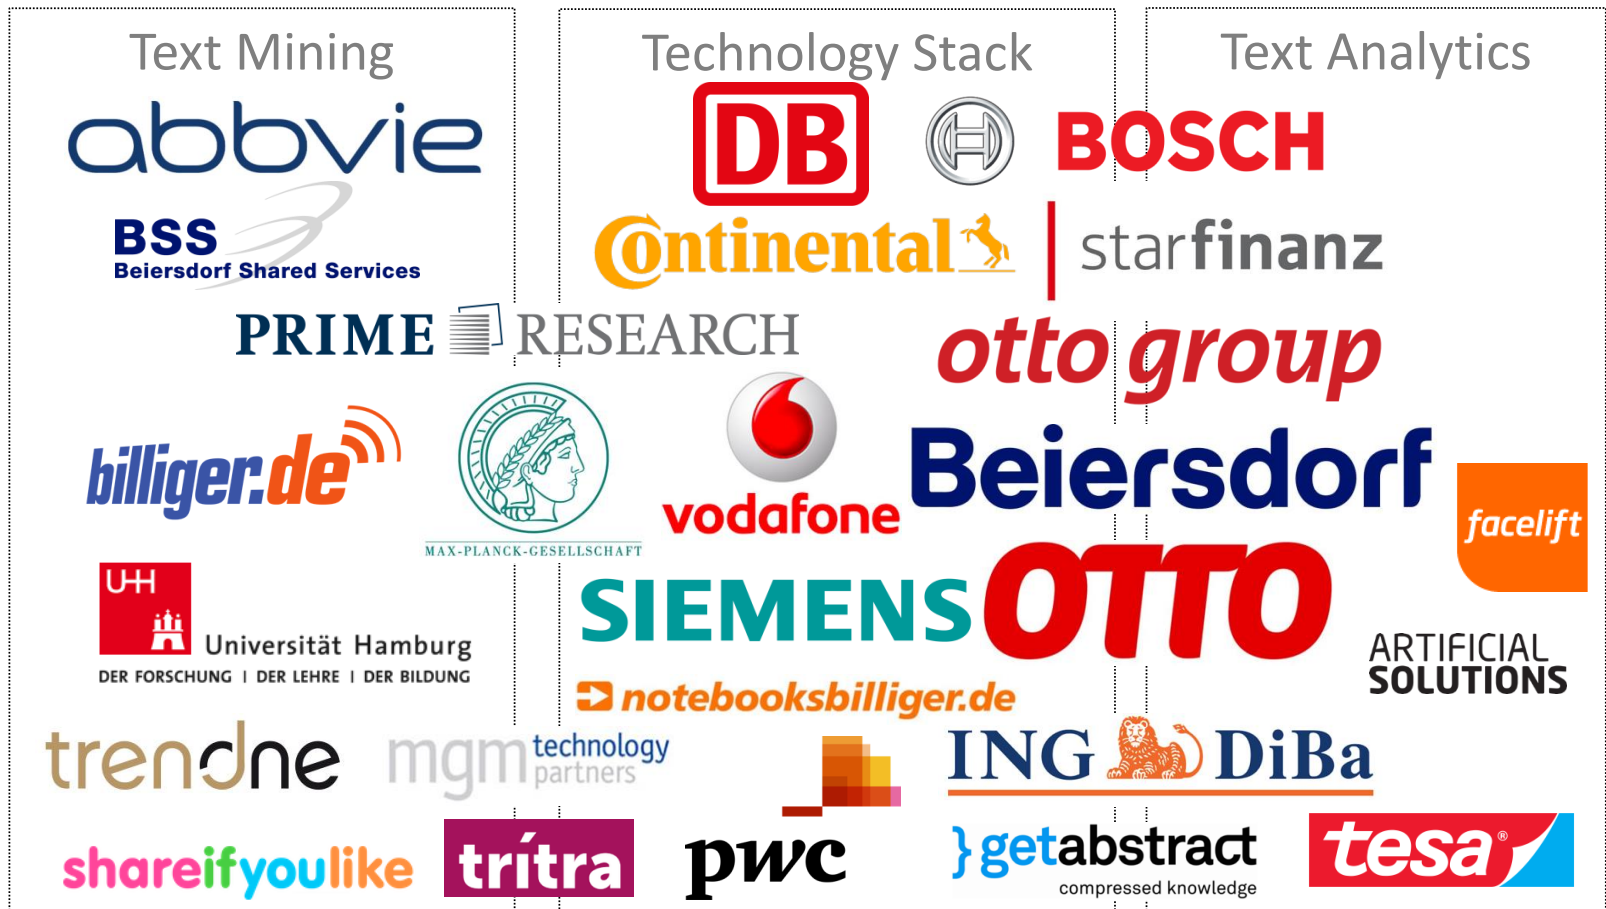 Text Mining
Technology Stack
Text Analytics
abbvie
DB
BOSCH
BSS
Beiersdorf Shared Services
Continental
starfinanz
PRIME RESEARCH
otto group
billiger.de
MAX-PLANCK-GESELLSCHAFT
vodafone
Beiersdorf
facelift
UHH
Universität Hamburg
DER FORSCHUNG | DER LEHRE | DER BILDUNG
SIEMENS
OTTO
ARTIFICIAL
SOLUTIONS
notebooksbilliger.de
trendne
mgm technology
partners
ING DiBa
shareifyoulike
trítra
pwc
}getabstract
compressed knowledge
tesa®